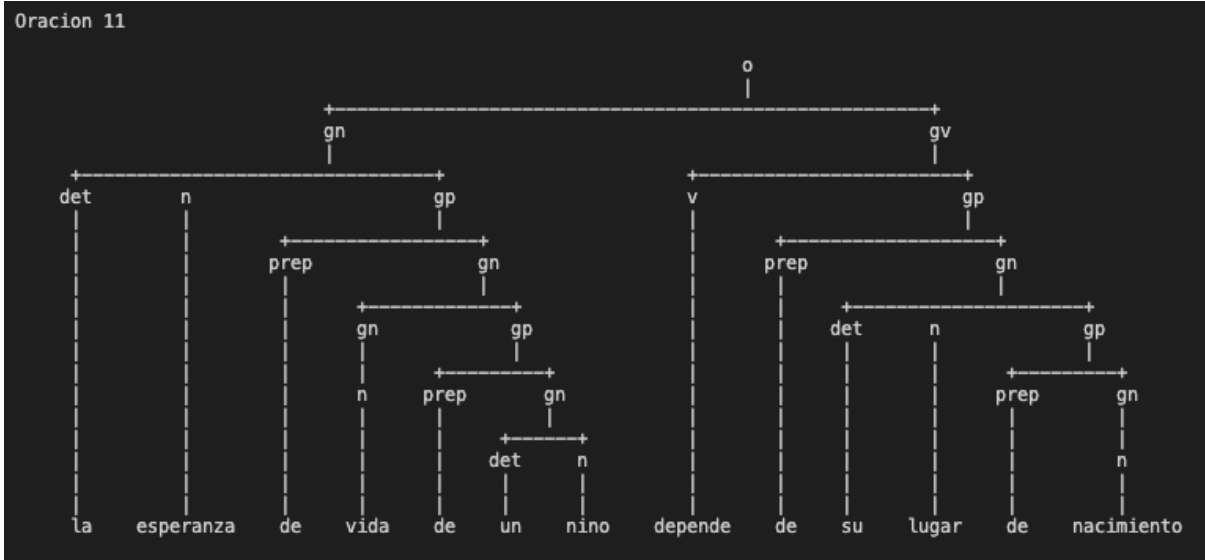 Oracion 11
o
gn gv
det n gp v gp
prep gn prep gn
gn gp det n gp
n prep gn prep gn
det n n
la esperanza de vida de un nino depende de su lugar de nacimiento